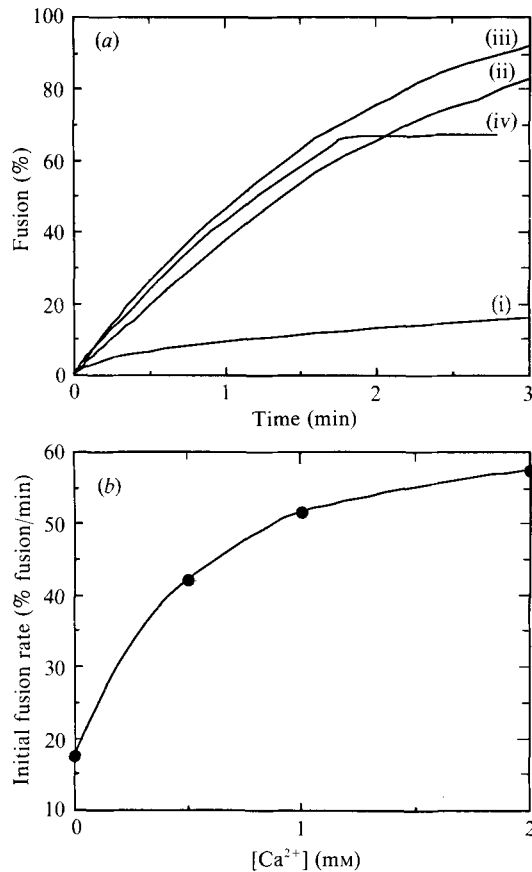 100
(a)
(iii)
80
(ii)
(iv)
60
40
20
(i)
0
0
1
2
3
Fusion (%)
Time (min)
60
(b)
50
40
30
20
10
0
1
2
Initial fusion rate (% fusion/min)
[Ca²⁺] (mM)